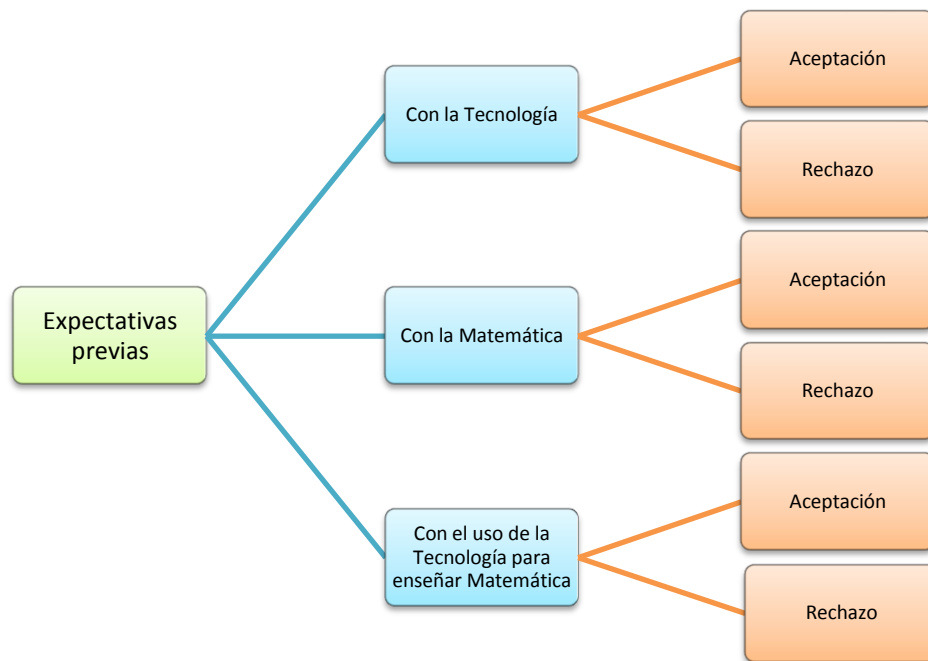 Expectativas
previas
Con la Tecnología
Aceptación
Rechazo
Con la Matemática
Aceptación
Rechazo
Con el uso de la
Tecnología para
enseñar Matemática
Aceptación
Rechazo